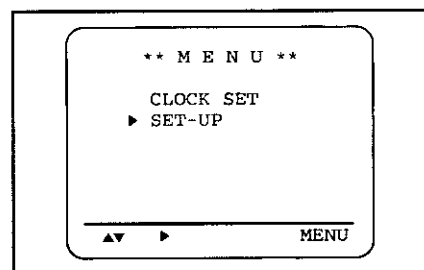 ** M E N U **
CLOCK SET
▶ SET-UP
▲▼ ▶ MENU